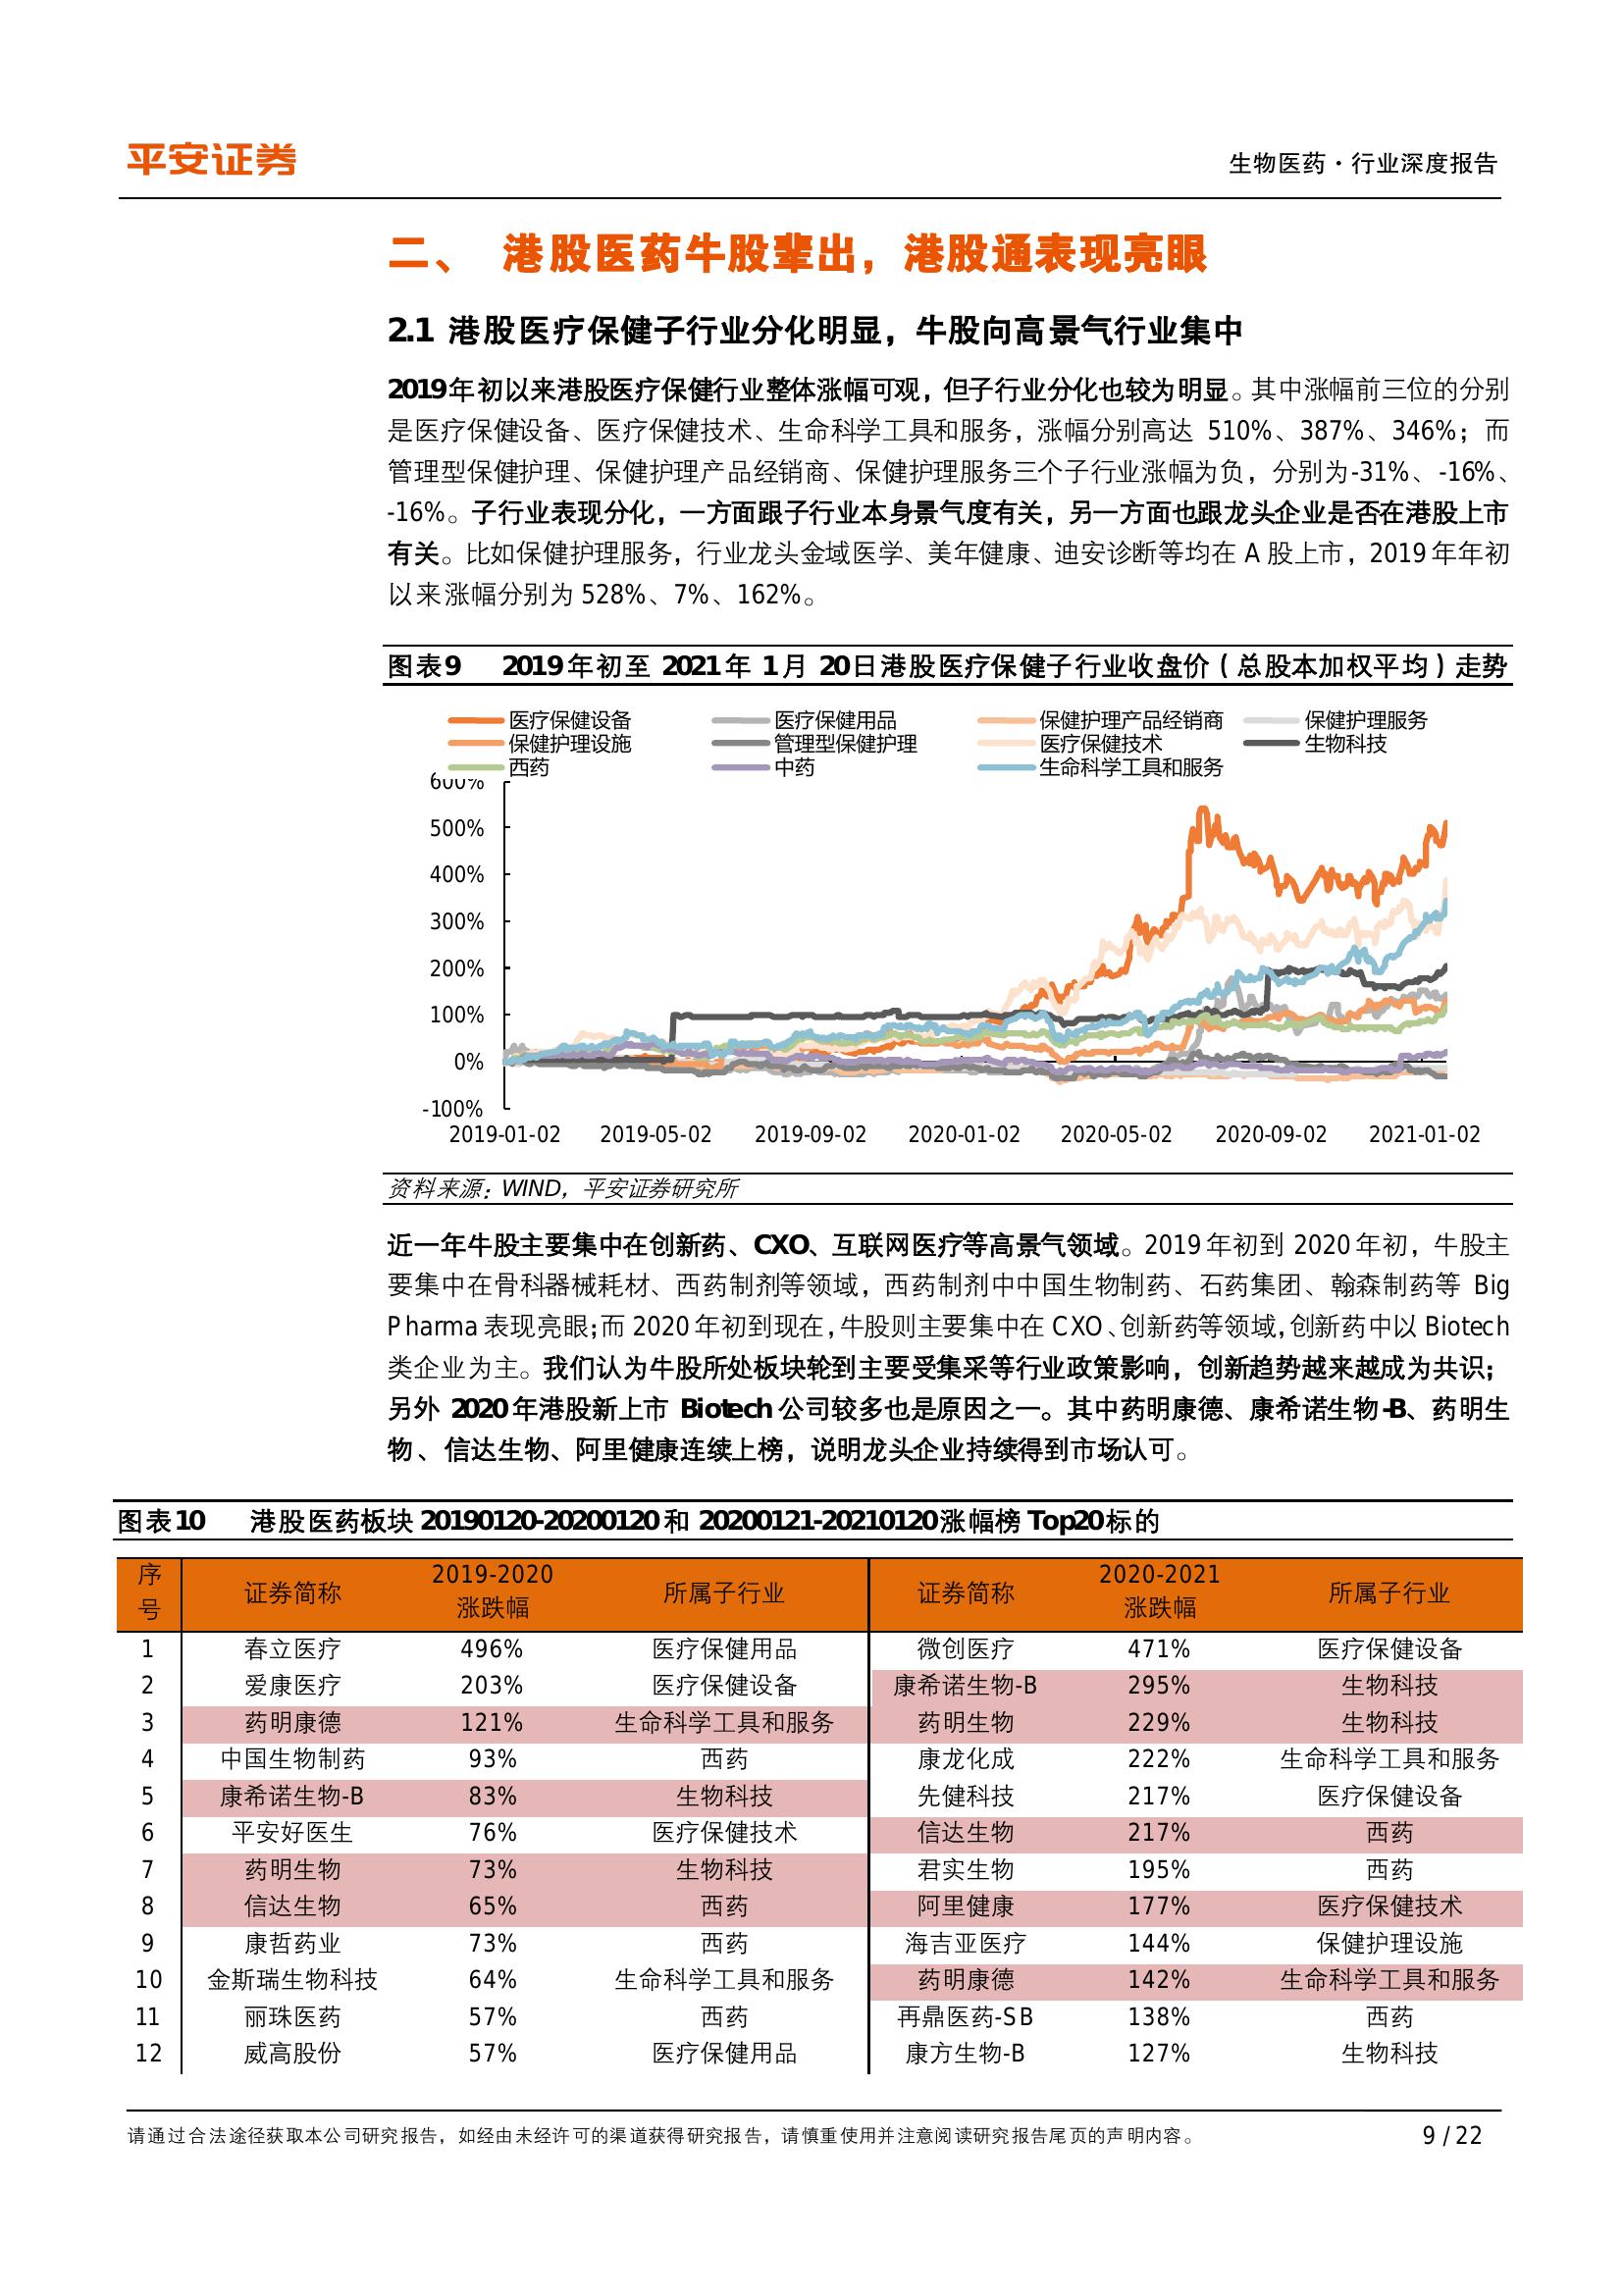 平安证券
生物医药·行业深度报告
二、 港股医药牛股辈出，港股通表现亮眼
2.1 港股医疗保健子行业分化明显，牛股向高景气行业集中
2019年初以来港股医疗保健行业整体涨幅可观，但子行业分化也较为明显。其中涨幅前三位的分别
是医疗保健设备、医疗保健技术、生命科学工具和服务，涨幅分别高达 510%、387%、346%；而
管理型保健护理、保健护理产品经销商、保健护理服务三个子行业涨幅为负，分别为-31%、-16%、
-16%。子行业表现分化，一方面跟子行业本身景气度有关，另一方面也跟龙头企业是否在港股上市
有关。比如保健护理服务，行业龙头金域医学、美年健康、迪安诊断等均在 A 股上市，2019年年初
以来涨幅分别为 528%、7%、162%。
图表9 2019年初至 2021年 1月 20日港股医疗保健子行业收盘价（总股本加权平均）走势
医疗保健设备 医疗保健用品 保健护理产品经销商 保健护理服务
保健护理设施 管理型保健护理 医疗保健技术 生物科技
西药 中药 生命科学工具和服务
600%
500%
400%
300%
200%
100%
0%
-100%
2019-01-02 2019-05-02 2019-09-02 2020-01-02 2020-05-02 2020-09-02 2021-01-02
资料来源：WIND，平安证券研究所
近一年牛股主要集中在创新药、CXO、互联网医疗等高景气领域。2019年初到 2020年初，牛股主
要集中在骨科器械耗材、西药制剂等领域，西药制剂中中国生物制药、石药集团、翰森制药等 Big
Pharma 表现亮眼；而 2020年初到现在，牛股则主要集中在 CXO、创新药等领域，创新药中以 Biotech
类企业为主。我们认为牛股所处板块轮到主要受集采等行业政策影响，创新趋势越来越成为共识；
另外 2020年港股新上市 Biotech公司较多也是原因之一。其中药明康德、康希诺生物-B、药明生
物、信达生物、阿里健康连续上榜，说明龙头企业持续得到市场认可。
图表10 港股医药板块 20190120-20200120和 20200121-20210120涨幅榜 Top20标的
序号 证券简称 2019-2020涨跌幅 所属子行业 证券简称 2020-2021涨跌幅 所属子行业
1 春立医疗 496% 医疗保健用品 微创医疗 471% 医疗保健设备
2 爱康医疗 203% 医疗保健设备 康希诺生物-B 295% 生物科技
3 药明康德 121% 生命科学工具和服务 药明生物 229% 生物科技
4 中国生物制药 93% 西药 康龙化成 222% 生命科学工具和服务
5 康希诺生物-B 83% 生物科技 先健科技 217% 医疗保健设备
6 平安好医生 76% 医疗保健技术 信达生物 217% 西药
7 药明生物 73% 生物科技 君实生物 195% 西药
8 信达生物 65% 西药 阿里健康 177% 医疗保健技术
9 康哲药业 73% 西药 海吉亚医疗 144% 保健护理设施
10 金斯瑞生物科技 64% 生命科学工具和服务 药明康德 142% 生命科学工具和服务
11 丽珠医药 57% 西药 再鼎医药-SB 138% 西药
12 威高股份 57% 医疗保健用品 康方生物-B 127% 生物科技
请通过合法途径获取本公司研究报告，如经由未经许可的渠道获得研究报告，请慎重使用并注意阅读研究报告尾页的声明内容。
9 / 22